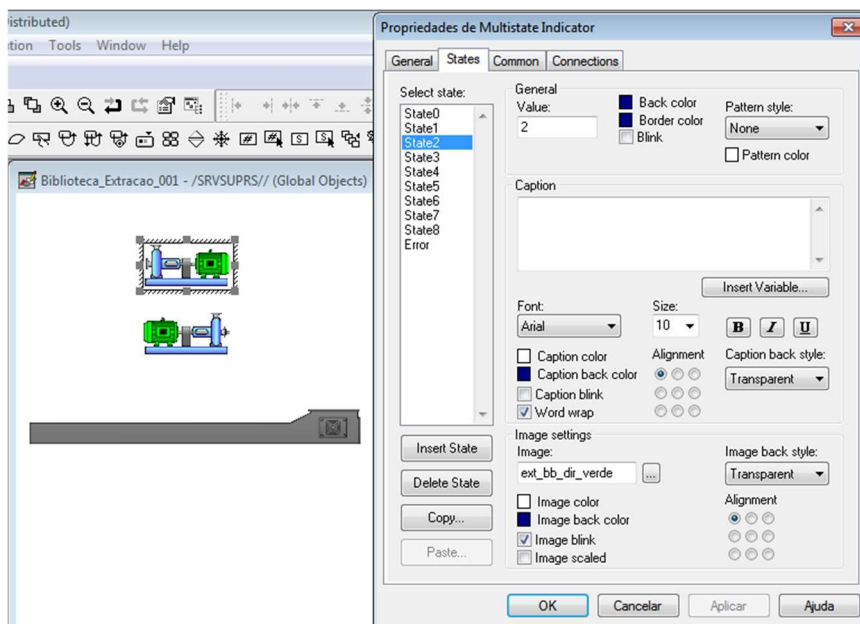 istributed)
ation Tools Window Help
Biblioteca_Extracao_001 - /SRVSUPRS// (Global Objects)
Propriedades de Multistate Indicator
General States Common Connections
Select state:
State0
State1
State2
State3
State4
State5
State6
State7
State8
Error
Insert State
Delete State
Copy...
Paste...
General
Value:
2
Back color
Border color
Blink
Pattern style:
None
Pattern color
Caption
Insert Variable...
Font:
Arial
Size:
10
B I U
Caption color
Caption back color
Caption blink
Word wrap
Alignment
Caption back style:
Transparent
Image settings
Image:
ext_bb_dir_verde
...
Image back style:
Transparent
Image color
Image back color
Image blink
Image scaled
Alignment
OK Cancelar Aplicar Ajuda